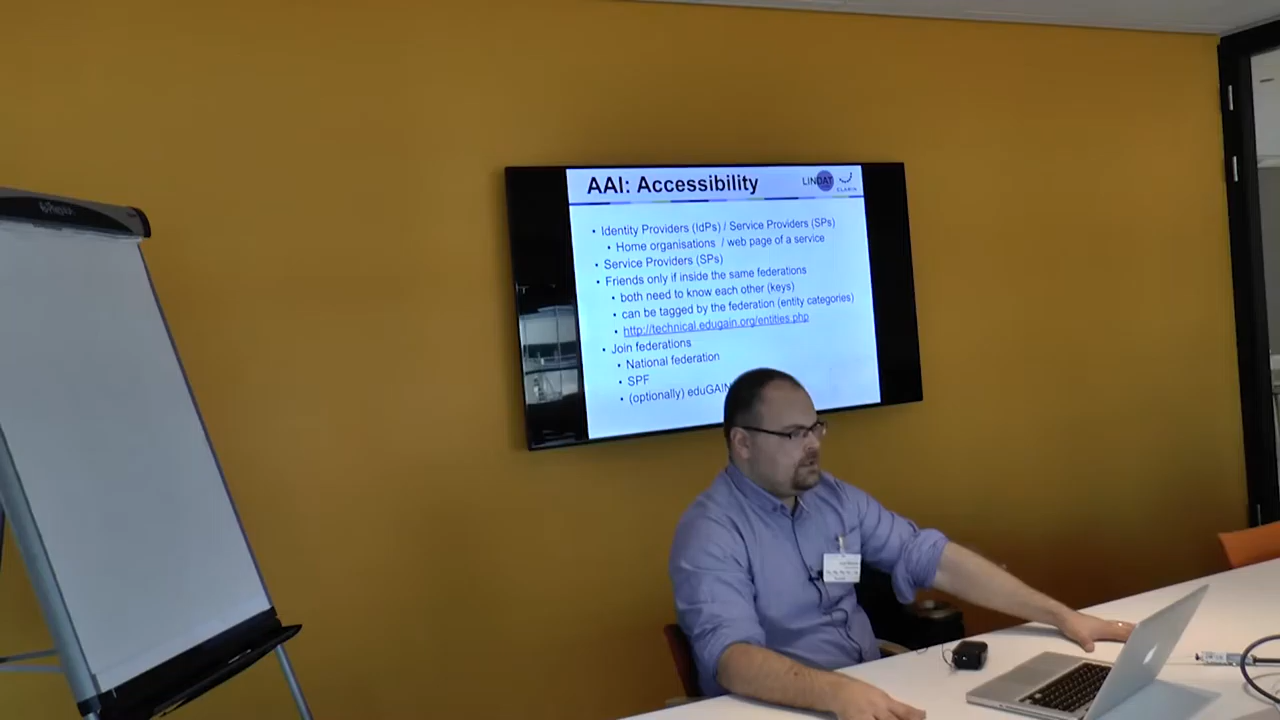 AAI: Accessibility
LINDAT
CLARIN
• Identity Providers (IdPs) / Service Providers (SPs)
• Home organisations / web page of a service
• Service Providers (SPs)
• Friends only if inside the same federations
• both need to know each other (keys)
• can be tagged by the federation (entity categories)
• http://technical.edugain.org/entities.php
• Join federations
• National federation
• SPF
• (optionally) eduGAIN